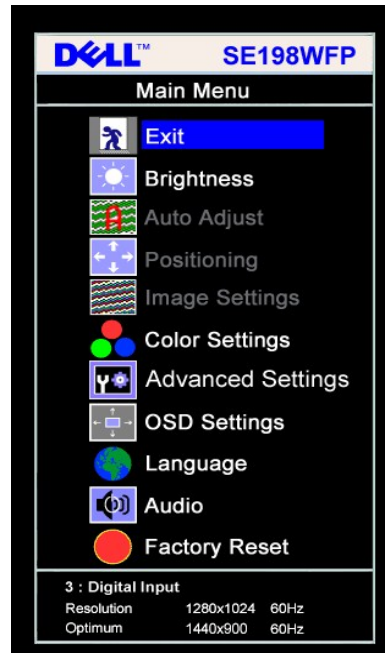 DELL™ SE198WFP
Main Menu
Exit
Brightness
Auto Adjust
Positioning
Image Settings
Color Settings
Advanced Settings
OSD Settings
Language
Audio
Factory Reset
3 : Digital Input
Resolution 1280x1024 60Hz
Optimum 1440x900 60Hz